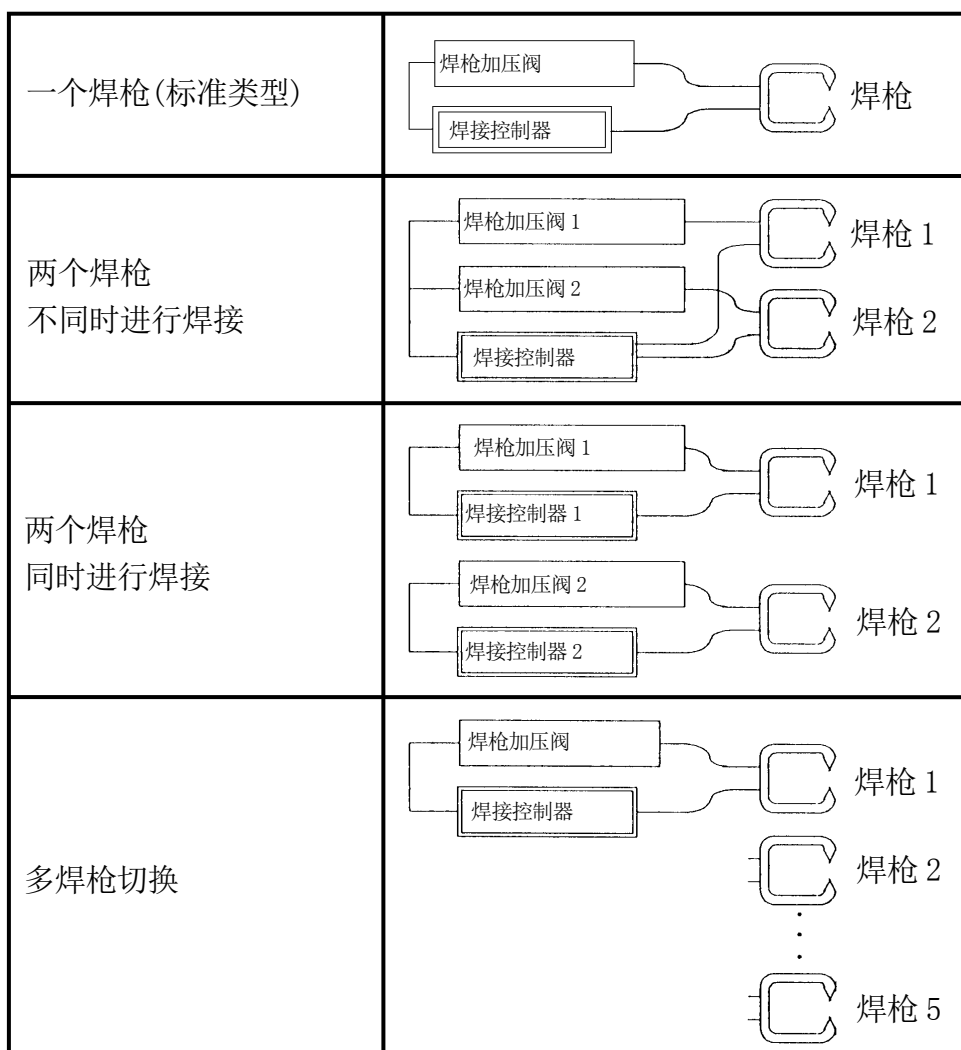 一个焊枪(标准类型)
焊枪加压阀
焊接控制器
焊枪
两个焊枪
不同时进行焊接
焊枪加压阀 1
焊枪加压阀 2
焊接控制器
焊枪 1
焊枪 2
两个焊枪
同时进行焊接
焊枪加压阀 1
焊接控制器 1
焊枪 1
焊枪加压阀 2
焊接控制器 2
焊枪 2
多焊枪切换
焊枪加压阀
焊接控制器
焊枪 1
焊枪 2
焊枪 5